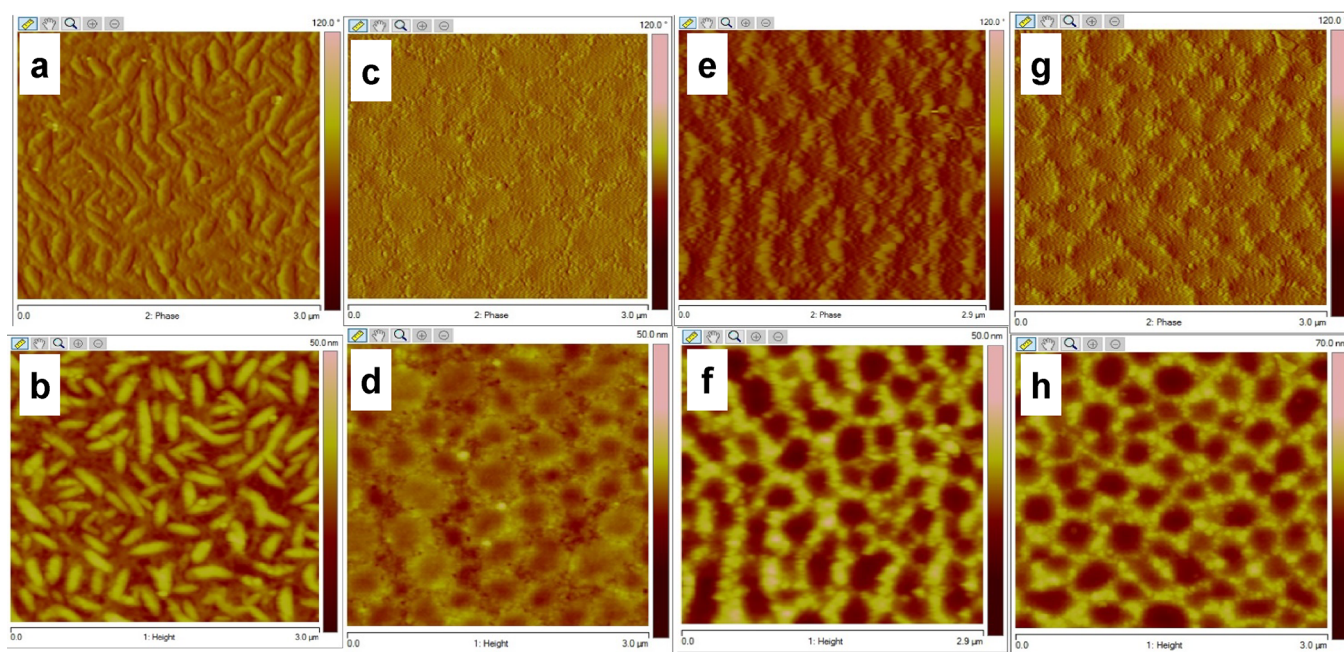 120.0 °
a
0.0 2: Phase 3.0 µm
120.0 °
c
0.0 2: Phase 3.0 µm
120.0 °
e
0.0 2: Phase 2.9 µm
120.0
g
0.0 2: Phase 3.0 µm
50.0 nm
b
0.0 1: Height 3.0 µm
50.0 nm
d
0.0 1: Height 3.0 µm
50.0 nm
f
0.0 1: Height 2.9 µm
70.0 nm
h
0.0 1: Height 3.0 µm